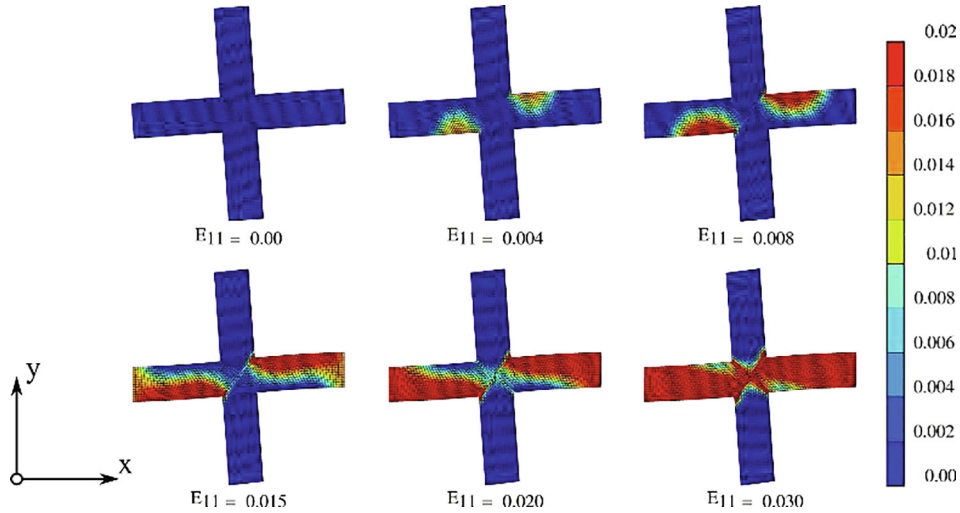 E11 = 0.00
E11 = 0.004
E11 = 0.008
E11 = 0.015
E11 = 0.020
E11 = 0.030
y
x
0.02
0.018
0.016
0.014
0.012
0.01
0.008
0.006
0.004
0.002
0.00